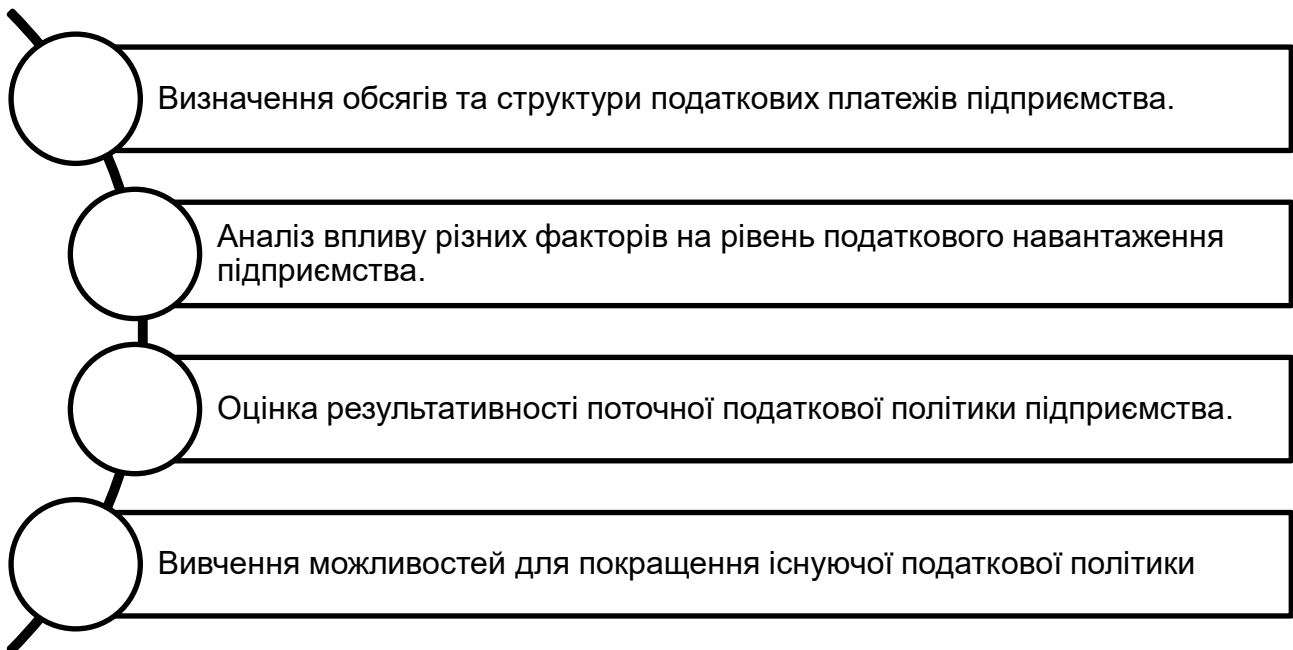 Визначення обсягів та структури податкових платежів підприємства.
Аналіз впливу різних факторів на рівень податкового навантаження
підприємства.
Оцінка результативності поточної податкової політики підприємства.
Вивчення можливостей для покращення існуючої податкової політики